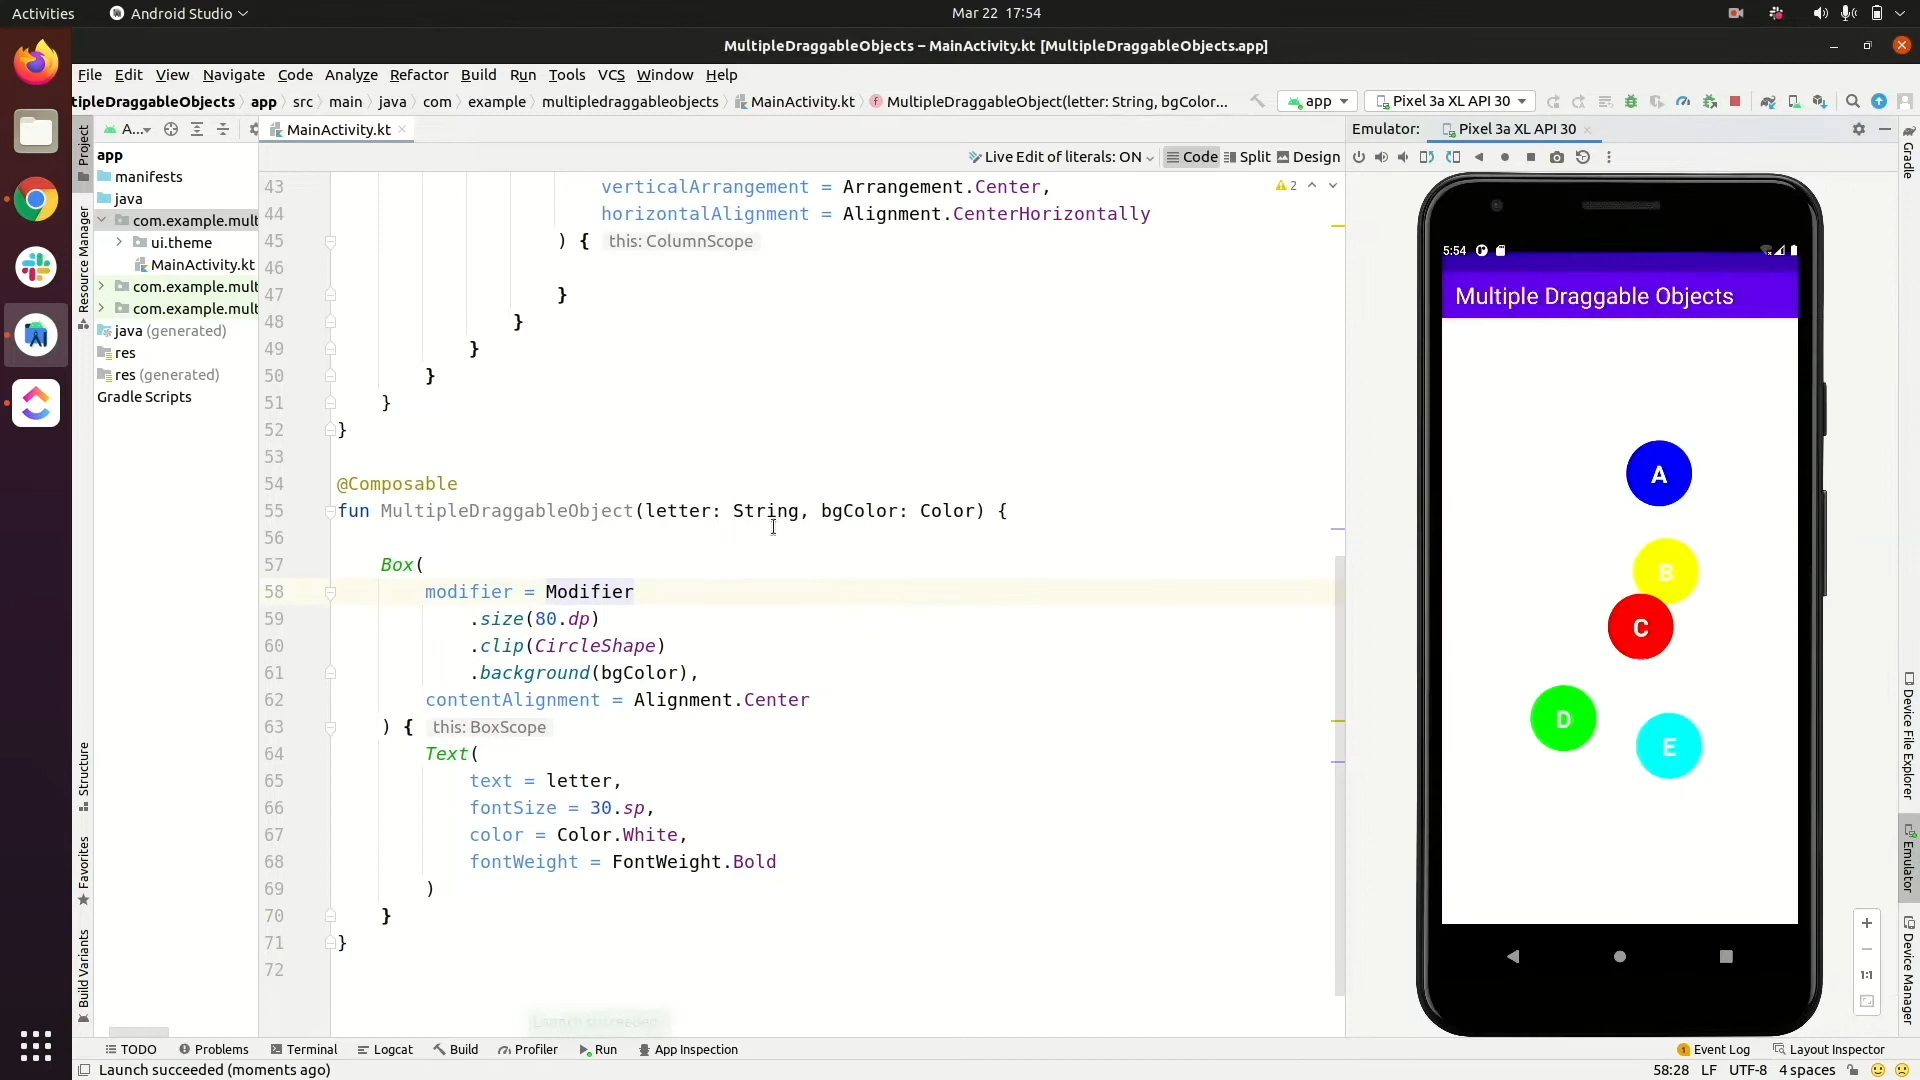 Activities
Android Studio
Mar 22 17:54
MultipleDraggableObjects – MainActivity.kt [MultipleDraggableObjects.app]
File Edit View Navigate Code Analyze Refactor Build Run Tools VCS Window Help
tipleDraggableObjects app src main java com example multipledraggableobjects MainActivity.kt MultipleDraggableObject(letter: String, bgColor...
app
Pixel 3a XL API 30
A...
MainActivity.kt
Emulator: Pixel 3a XL API 30
Live Edit of literals: ON
Code Split Design
Project
Resource Manager
Structure
Favorites
Build Variants
app
manifests
java
com.example.mult
ui.theme
MainActivity.kt
com.example.mult
com.example.mult
java (generated)
res
res (generated)
Gradle Scripts
2
43 verticalArrangement = Arrangement.Center,
44 horizontalAlignment = Alignment.CenterHorizontally
45 ) { this: ColumnScope
46
47 }
48 }
49 }
50 }
51 }
52 }
53
54 @Composable
55 fun MultipleDraggableObject(letter: String, bgColor: Color) {
56
57 Box(
58 modifier = Modifier
59 .size(80.dp)
60 .clip(CircleShape)
61 .background(bgColor),
62 contentAlignment = Alignment.Center
63 ) { this: BoxScope
64 Text(
65 text = letter,
66 fontSize = 30.sp,
67 color = Color.White,
68 fontWeight = FontWeight.Bold
69 )
70 }
71 }
72
Launch succeeded
5:54
Multiple Draggable Objects
A
B
C
D
E
1:1
Gradle
Device File Explorer
Emulator
Device Manager
TODO Problems Terminal Logcat Build Profiler Run App Inspection
1 Event Log Layout Inspector
Launch succeeded (moments ago)
58:28 LF UTF-8 4 spaces